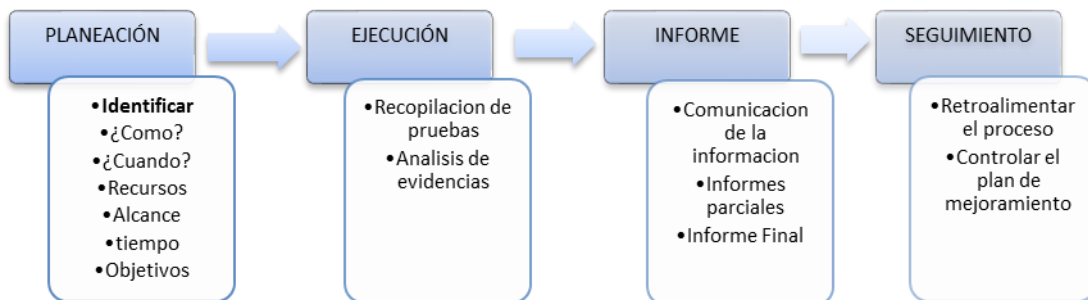 PLANEACIÓN
•Identificar
•¿Como?
•¿Cuando?
•Recursos
•Alcance
•tiempo
•Objetivos
EJECUCIÓN
•Recopilacion de
pruebas
•Analisis de
evidencias
INFORME
•Comunicacion
de la
informacion
•Informes
parciales
•Informe Final
SEGUIMIENTO
•Retroalimentar
el proceso
•Controlar el
plan de
mejoramiento